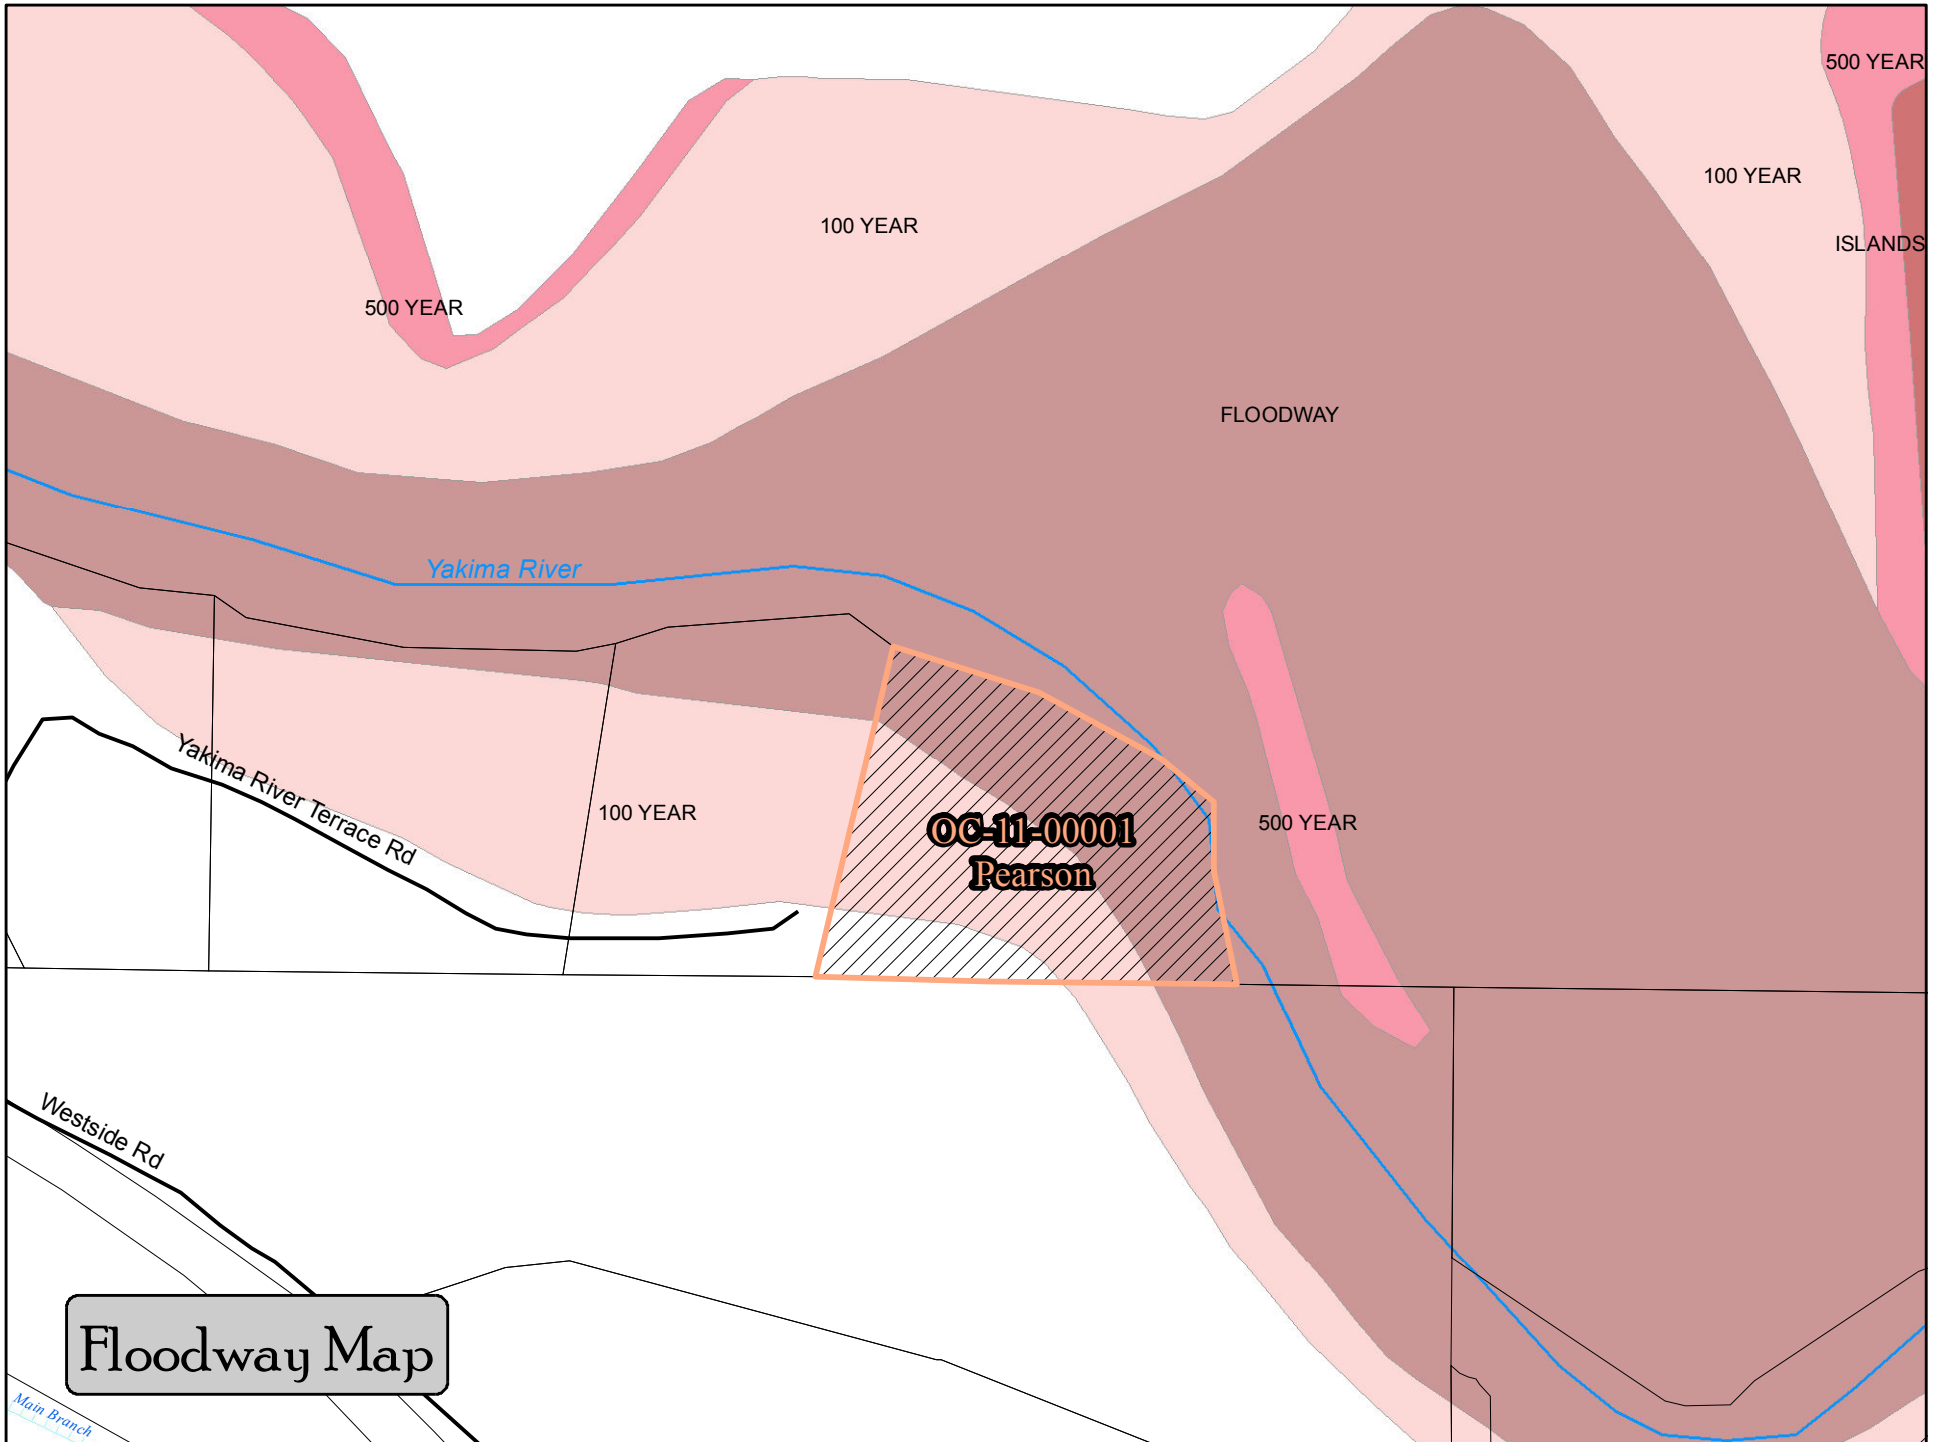 500 YEAR
100 YEAR
100 YEAR
ISLANDS
500 YEAR
FLOODWAY
Yakima River
Yakima River Terrace Rd
100 YEAR
OC-11-00001
Pearson
500 YEAR
Westside Rd
Floodway Map
Main Branch